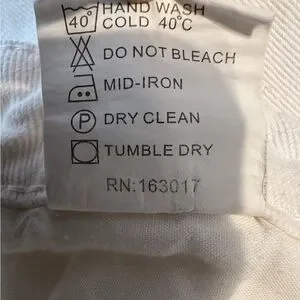 40°
HAND WASH
COLD 40°C
DO NOT BLEACH
MID-IRON
P DRY CLEAN
TUMBLE DRY
RN:163017